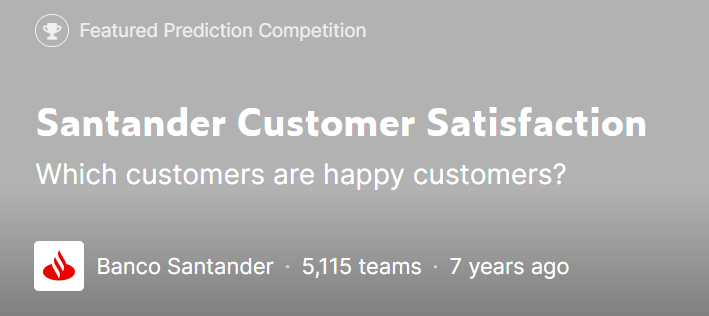 Featured Prediction Competition
Santander Customer Satisfaction
Which customers are happy customers?
Banco Santander · 5,115 teams · 7 years ago